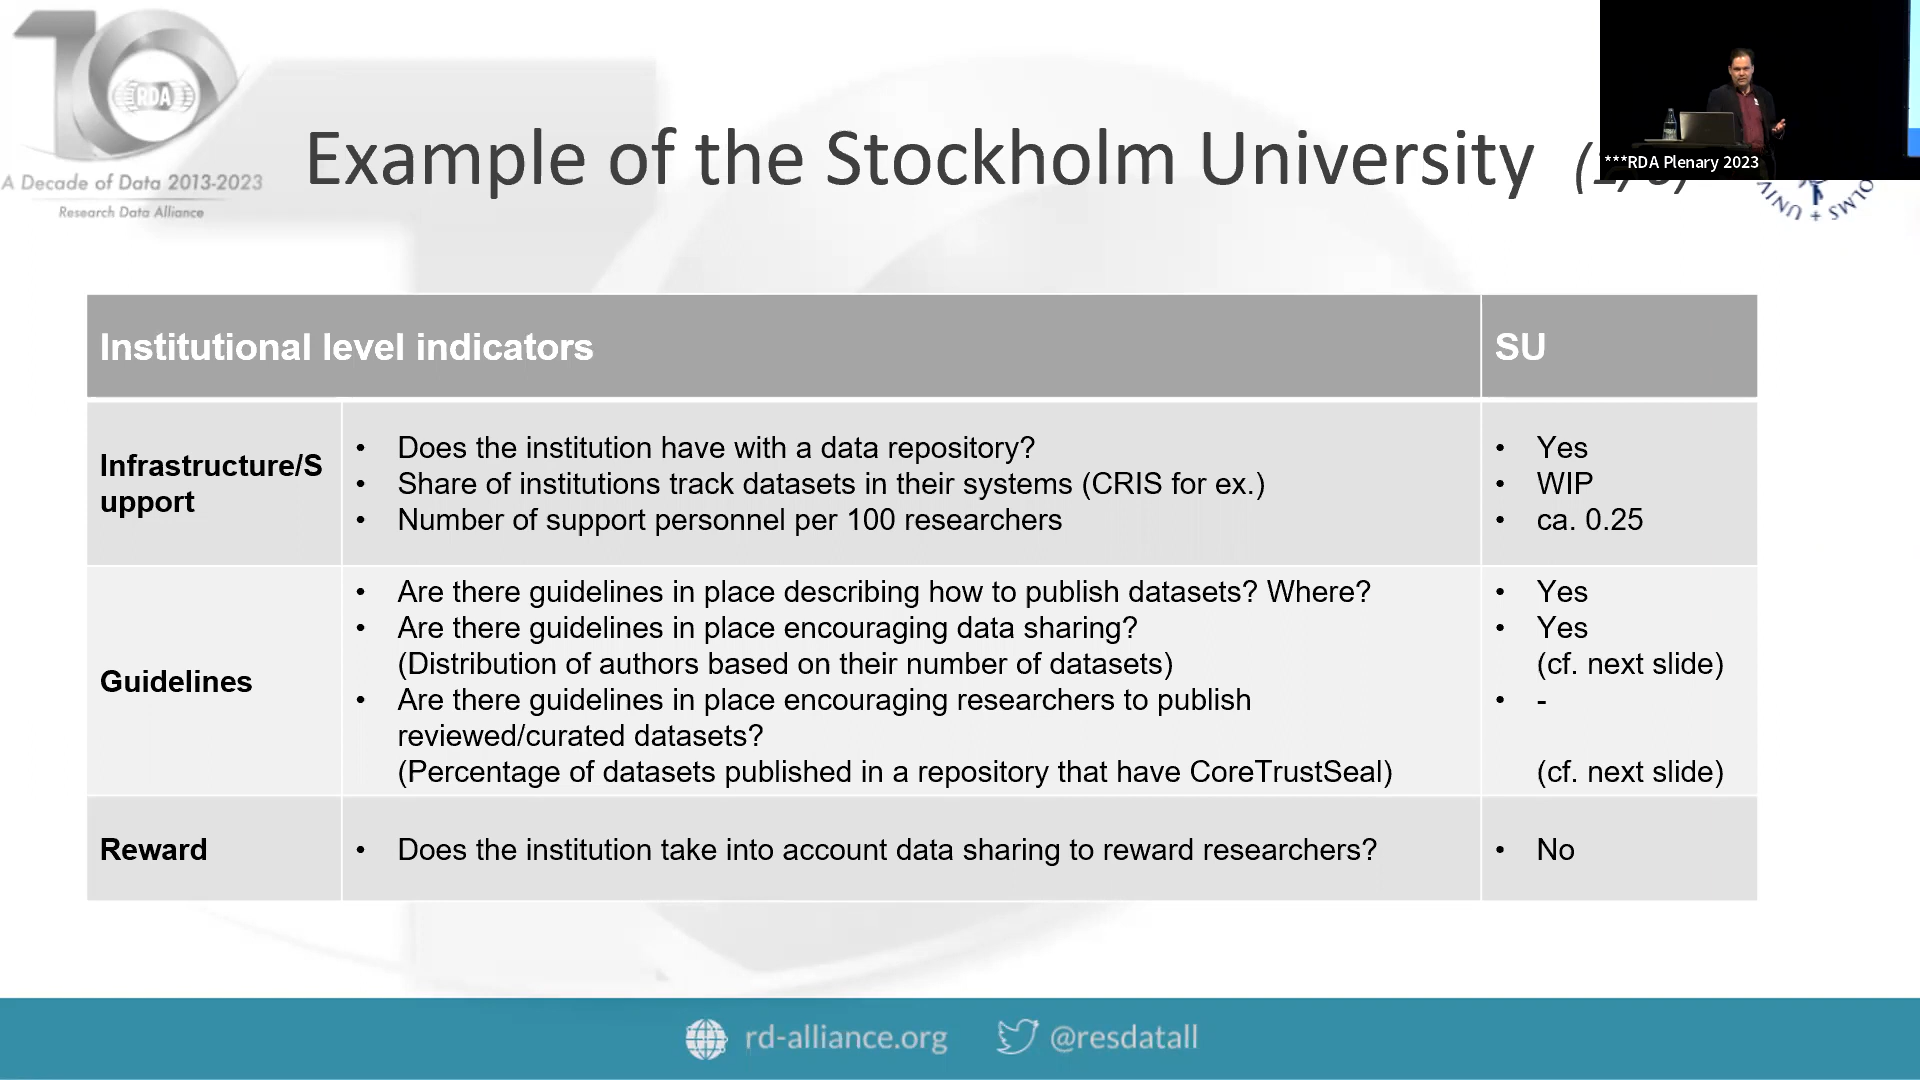 RDA
A Decade of Data 2013-2023
Research Data Alliance
Example of the Stockholm University
***RDA Plenary 2023
Institutional level indicators
SU
Infrastructure/S
upport
• Does the institution have with a data repository?
• Share of institutions track datasets in their systems (CRIS for ex.)
• Number of support personnel per 100 researchers
• Yes
• WIP
• ca. 0.25
Guidelines
• Are there guidelines in place describing how to publish datasets? Where?
• Are there guidelines in place encouraging data sharing?
(Distribution of authors based on their number of datasets)
• Are there guidelines in place encouraging researchers to publish
reviewed/curated datasets?
(Percentage of datasets published in a repository that have CoreTrustSeal)
• Yes
• Yes
(cf. next slide)
• -
(cf. next slide)
Reward
• Does the institution take into account data sharing to reward researchers?
• No
rd-alliance.org
@resdatall